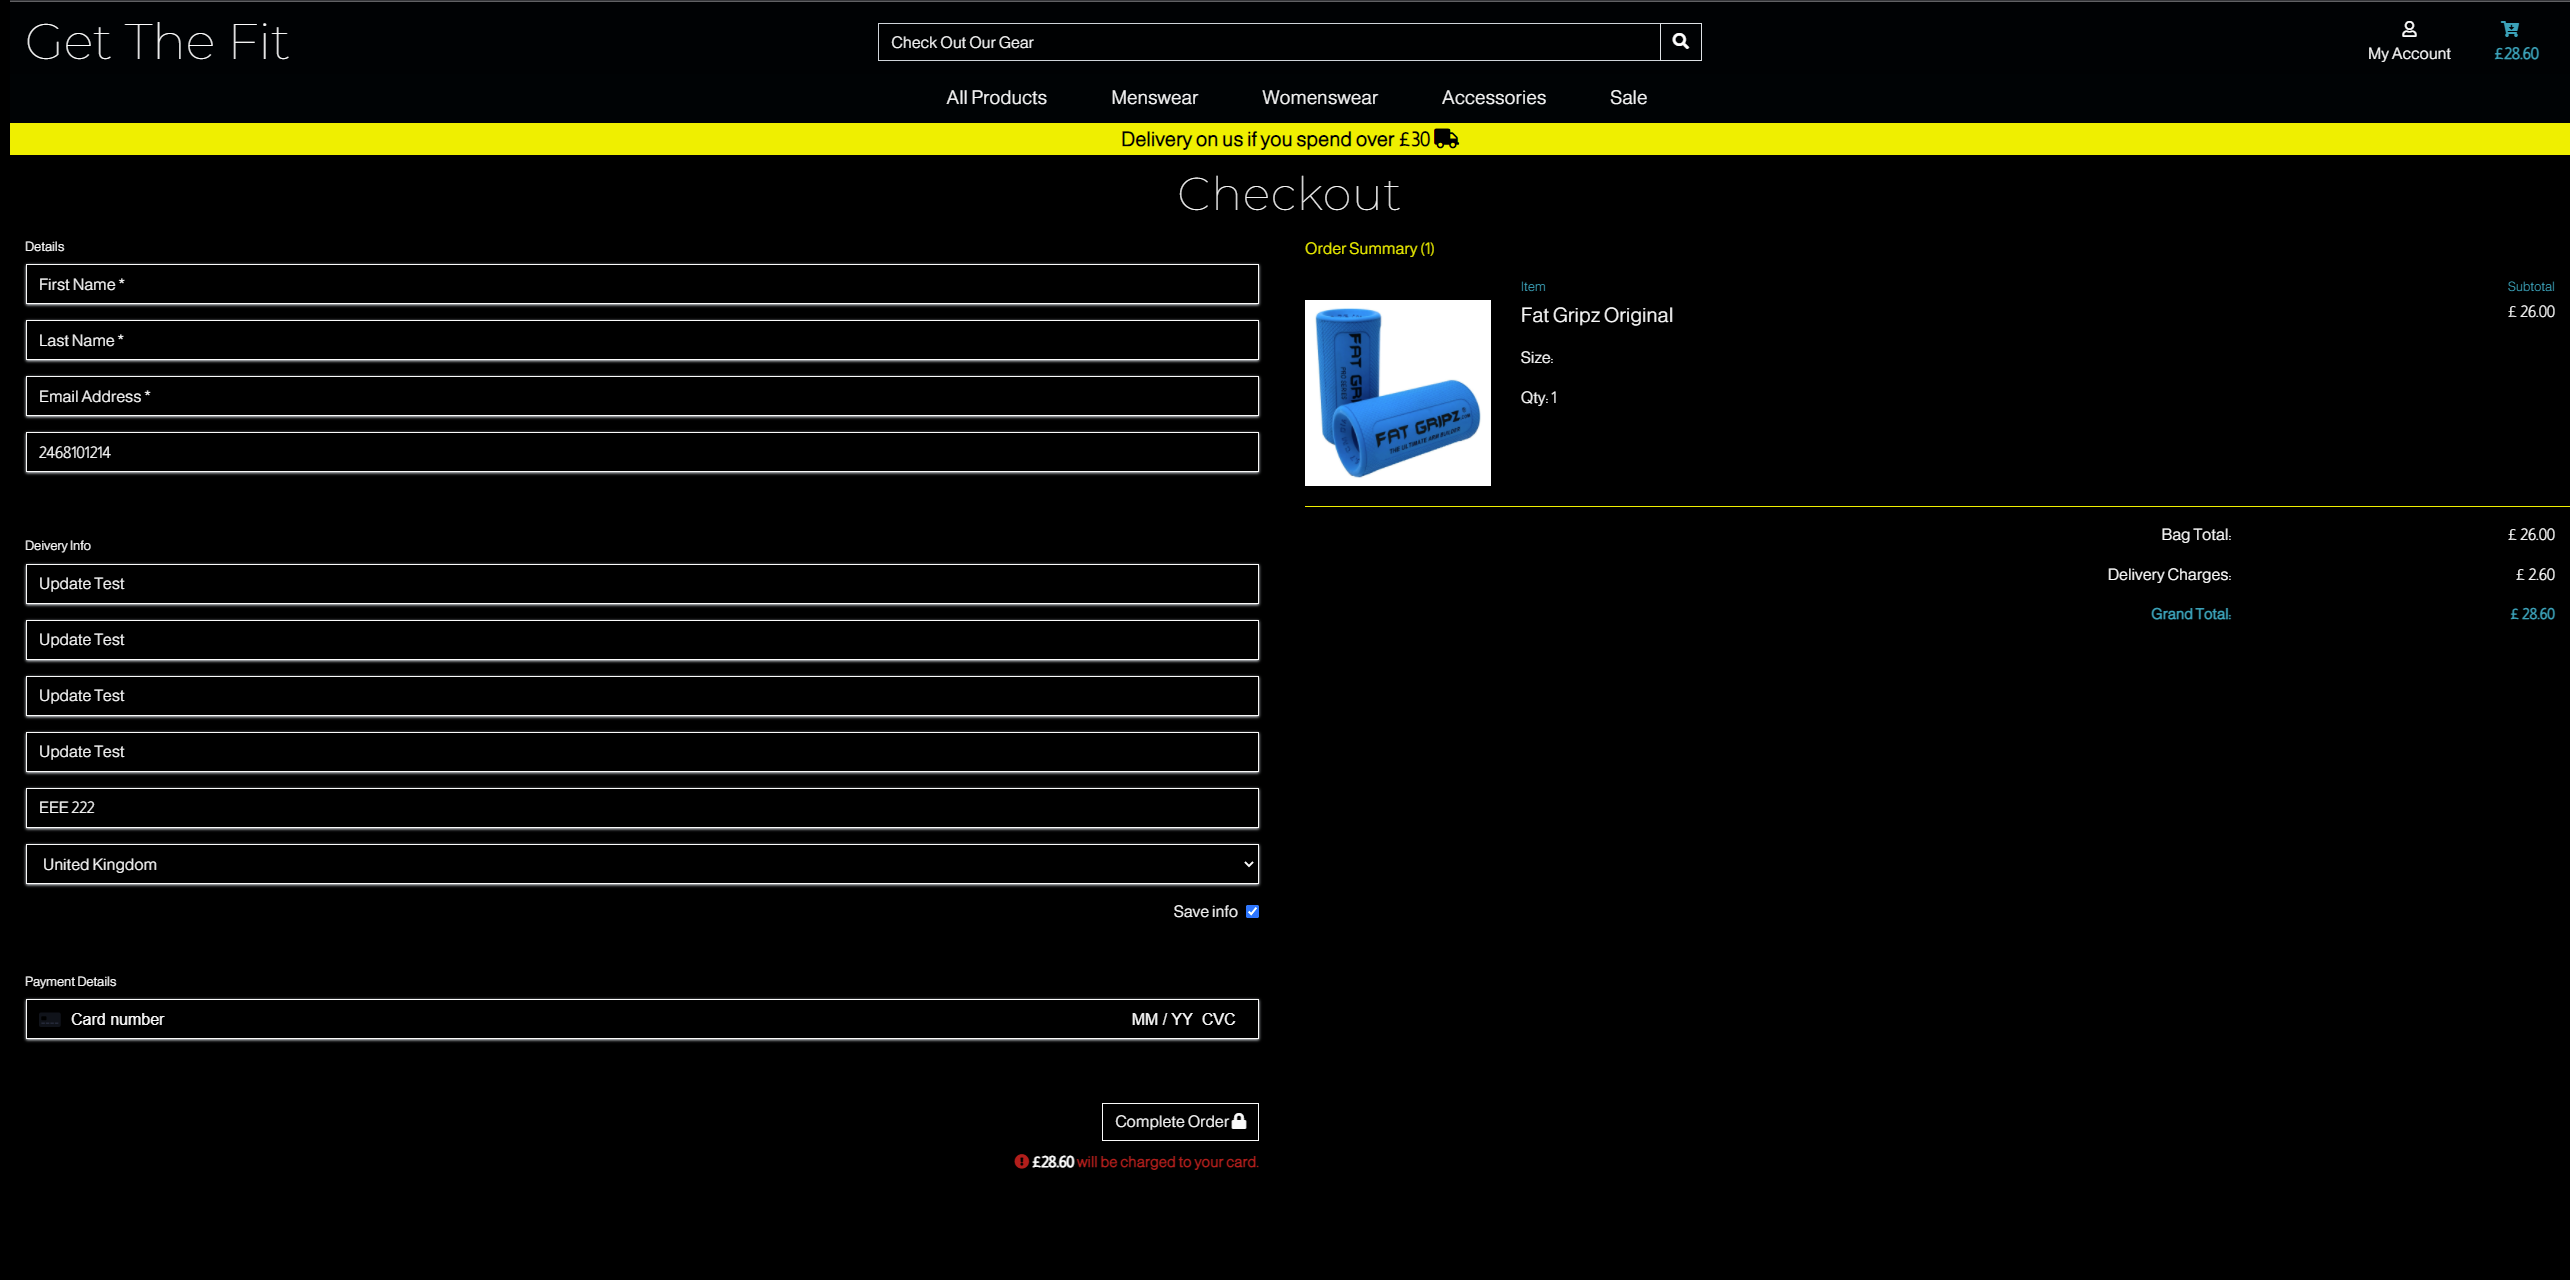 Get The Fit
Check Out Our Gear
My Account
£28.60
All Products Menswear Womenswear Accessories Sale
Delivery on us if you spend over £30
Checkout
Details
First Name *
Last Name *
Email Address *
2468101214
Deivery Info
Update Test
Update Test
Update Test
Update Test
EEE 222
United Kingdom
Save info
Payment Details
Card number MM / YY CVC
Complete Order
£28.60 will be charged to your card.
Order Summary (1)
Item Subtotal
Fat Gripz Original £ 26.00
Size:
Qty: 1
FAT GRI
PRO SERIES
FAT GRIPZ
THE ULTIMATE ARM BUILDER
Bag Total: £ 26.00
Delivery Charges: £ 2.60
Grand Total: £ 28.60